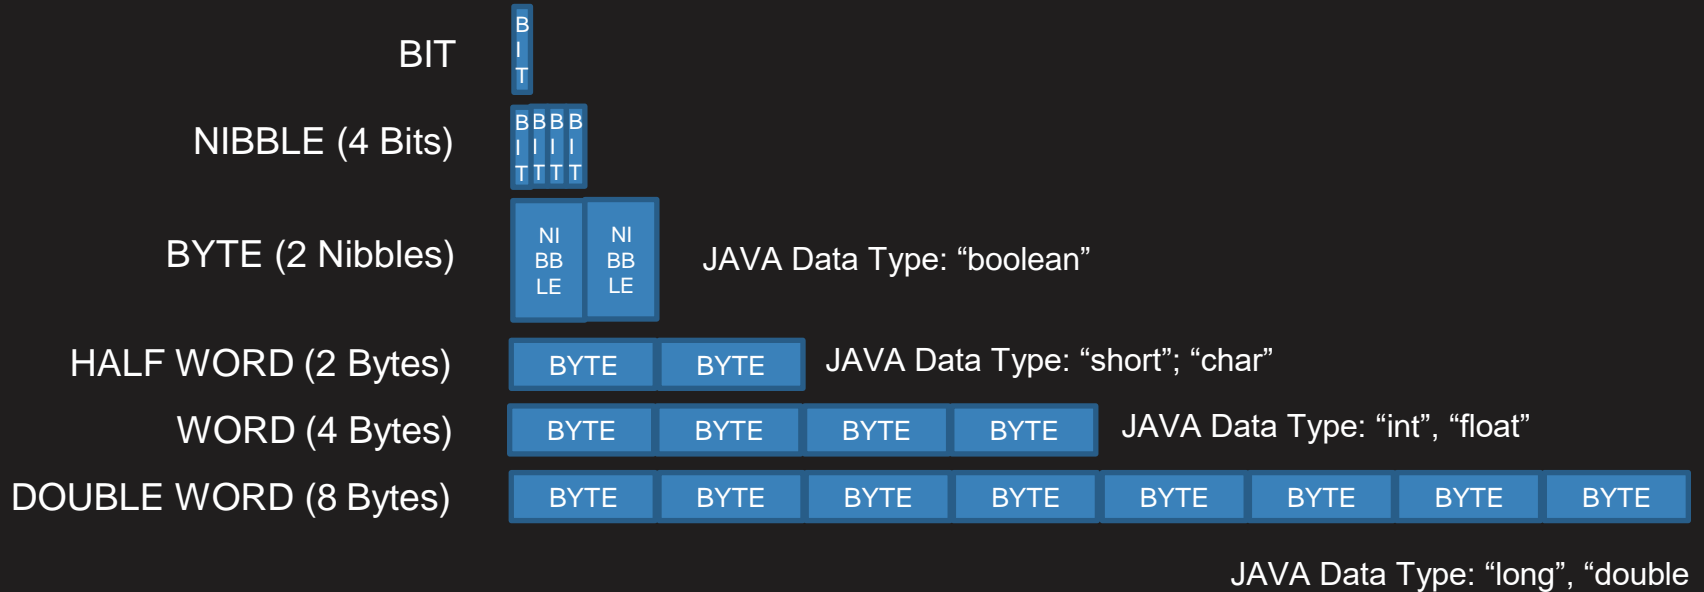 BIT
B
I
T
NIBBLE (4 Bits)
B B B B
I I I I
T T T T
BYTE (2 Nibbles)
NI
BB
LE
NI
BB
LE
JAVA Data Type: “boolean”
HALF WORD (2 Bytes)
BYTE BYTE
JAVA Data Type: “short”; “char”
WORD (4 Bytes)
BYTE BYTE BYTE BYTE
JAVA Data Type: “int”, “float”
DOUBLE WORD (8 Bytes)
BYTE BYTE BYTE BYTE BYTE BYTE BYTE BYTE
JAVA Data Type: “long”, “double